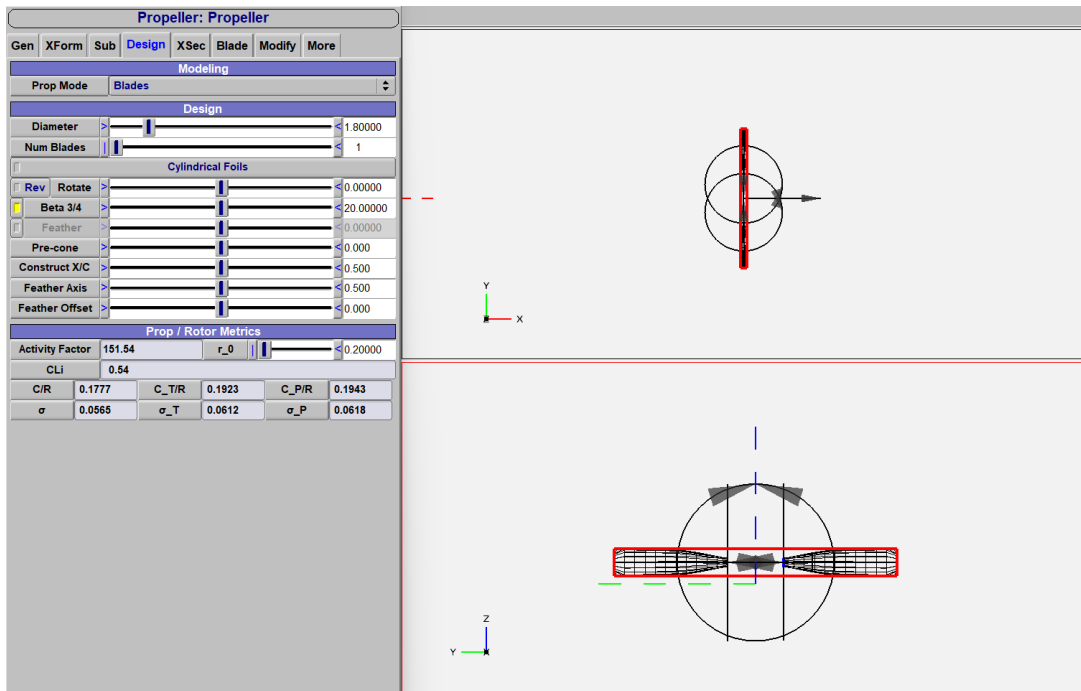 Propeller: Propeller
Gen XForm Sub Design XSec Blade Modify More
Modeling
Prop Mode Blades
Design
Diameter > < 1.80000
Num Blades | < 1
Cylindrical Foils
Rev Rotate > < 0.00000
Beta 3/4 > < 20.00000
Feather > < 0.00000
Pre-cone > < 0.000
Construct X/C > < 0.500
Feather Axis > < 0.500
Feather Offset > < 0.000
Prop / Rotor Metrics
Activity Factor 151.54 r_0 | < 0.20000
CLi 0.54
C/R 0.1777 C_T/R 0.1923 C_P/R 0.1943
σ 0.0565 σ_T 0.0612 σ_P 0.0618
Y
X
Z
Y